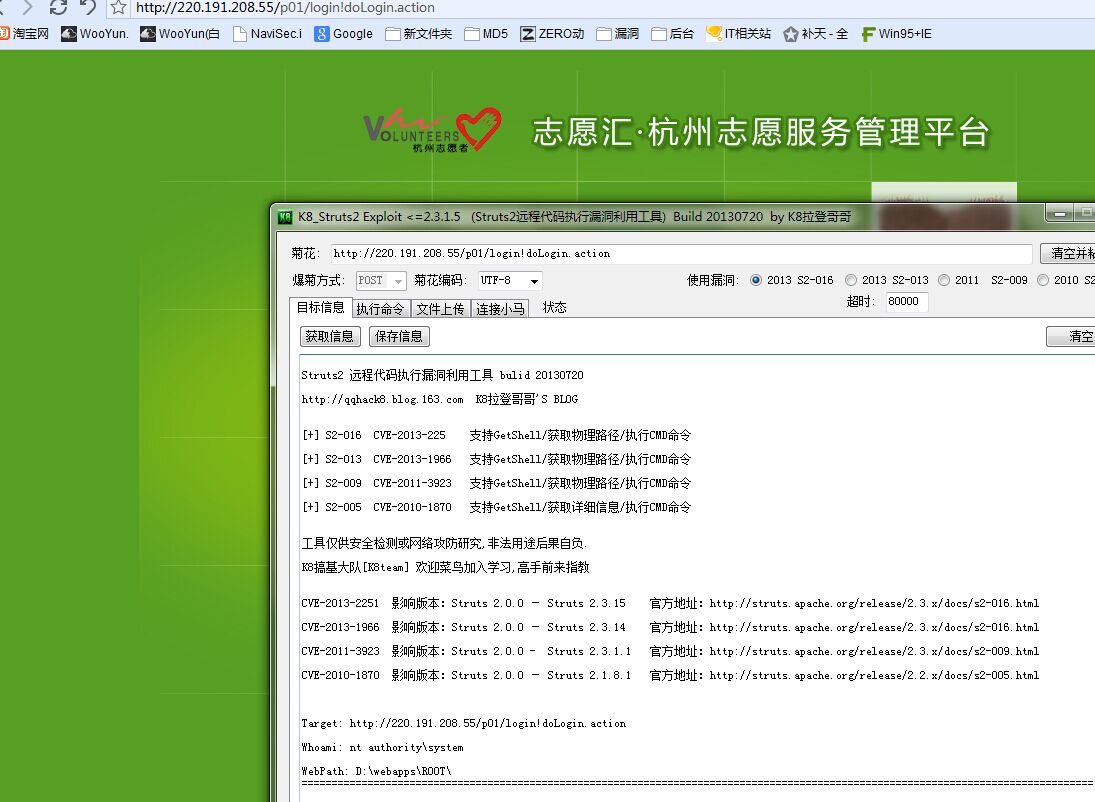 http://220.191.208.55/p01/login!doLogin.action
淘宝网 WooYun. WooYun(白 NaviSec.i Google 新文件夹 MD5 ZERO动 漏洞 后台 IT相关站 补天 - 全 Win95+IE
VOLUNTEERS
杭州志愿者
志愿汇·杭州志愿服务管理平台
K8 K8_Struts2 Exploit <=2.3.1.5 (Struts2远程代码执行漏洞利用工具) Build 20130720 by K8拉登哥哥
菊花: http://220.191.208.55/p01/login!doLogin.action 清空并粘
爆菊方式: POST 菊花编码: UTF-8 使用漏洞: 2013 S2-016 2013 S2-013 2011 S2-009 2010 S2
目标信息 执行命令 文件上传 连接小马 状态 超时: 80000
获取信息 保存信息 清空
Struts2 远程代码执行漏洞利用工具 bulid 20130720
http://qqhack8.blog.163.com K8拉登哥哥'S BLOG
[+] S2-016 CVE-2013-225 支持GetShell/获取物理路径/执行CMD命令
[+] S2-013 CVE-2013-1966 支持GetShell/获取物理路径/执行CMD命令
[+] S2-009 CVE-2011-3923 支持GetShell/获取物理路径/执行CMD命令
[+] S2-005 CVE-2010-1870 支持GetShell/获取详细信息/执行CMD命令
工具仅供安全检测或网络攻防研究,非法用途后果自负.
K8搞基大队[K8team] 欢迎菜鸟加入学习,高手前来指教
CVE-2013-2251 影响版本: Struts 2.0.0 - Struts 2.3.15 官方地址: http://struts.apache.org/release/2.3.x/docs/s2-016.html
CVE-2013-1966 影响版本: Struts 2.0.0 - Struts 2.3.14 官方地址: http://struts.apache.org/release/2.3.x/docs/s2-016.html
CVE-2011-3923 影响版本: Struts 2.0.0 - Struts 2.3.1.1 官方地址: http://struts.apache.org/release/2.3.x/docs/s2-009.html
CVE-2010-1870 影响版本: Struts 2.0.0 - Struts 2.1.8.1 官方地址: http://struts.apache.org/release/2.2.x/docs/s2-005.html
Target: http://220.191.208.55/p01/login!doLogin.action
Whoami: nt authority\system
WebPath: D:\webapps\ROOT\